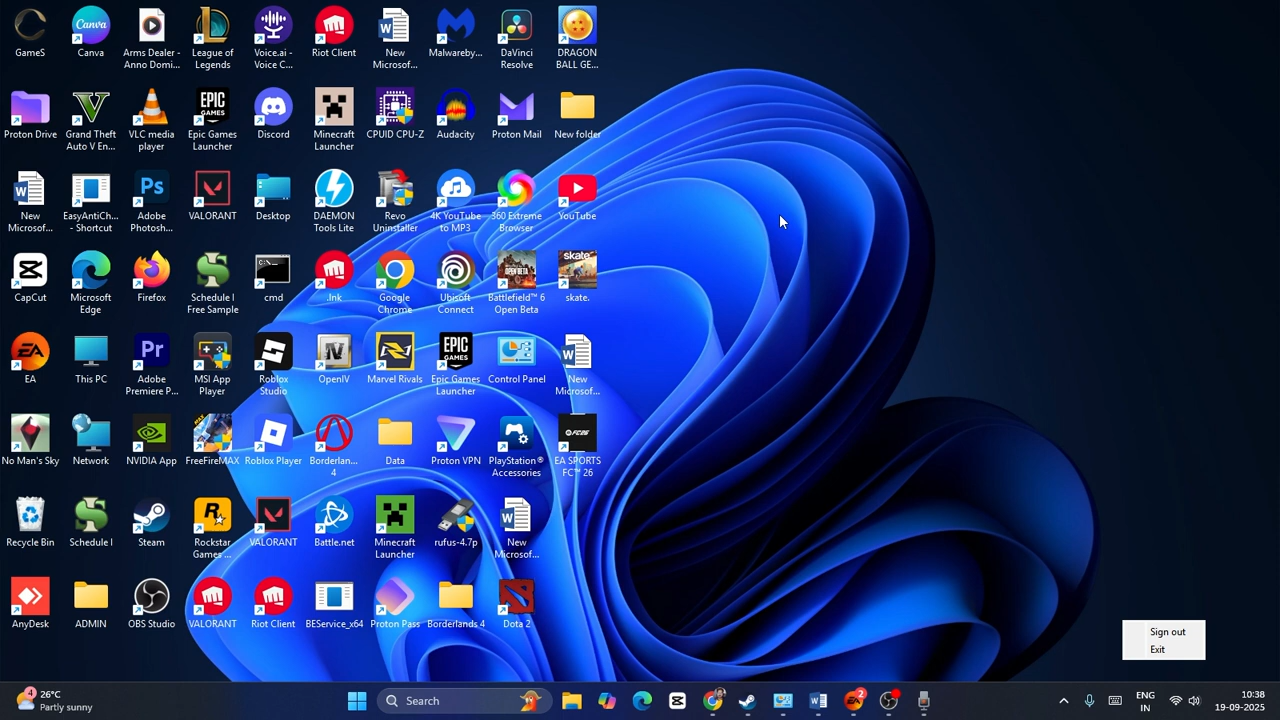 GameS
Canva
Arms Dealer -
Anno Domi...
League of
Legends
Voice.ai -
Voice C...
Riot Client
New
Microsof...
Malwareby...
DaVinci
Resolve
DRAGON
BALL GE...
Proton Drive
Grand Theft
Auto V En...
VLC media
player
Epic Games
Launcher
Discord
Minecraft
Launcher
CPUID CPU-Z
Audacity
Proton Mail
New folder
New
Microsof...
EasyAntiCh...
- Shortcut
Adobe
Photosh...
VALORANT
Desktop
DAEMON
Tools Lite
Revo
Uninstaller
4K YouTube
to MP3
360 Extreme
Browser
YouTube
CapCut
Microsoft
Edge
Firefox
Schedule I
Free Sample
cmd
.lnk
Google
Chrome
Ubisoft
Connect
Battlefield™ 6
Open Beta
skate.
EA
This PC
Adobe
Premiere P...
MSI App
Player
Roblox
Studio
OpenIV
Marvel Rivals
Epic Games
Launcher
Control Panel
New
Microsof...
No Man's Sky
Network
NVIDIA App
FreeFireMAX
Roblox Player
Borderlan...
4
Data
Proton VPN
PlayStation®
Accessories
EA SPORTS
FC™ 26
Recycle Bin
Schedule I
Steam
Rockstar
Games ...
VALORANT
Battle.net
Minecraft
Launcher
rufus-4.7p
New
Microsof...
AnyDesk
ADMIN
OBS Studio
VALORANT
Riot Client
BEService_x64
Proton Pass
Borderlands 4
Dota 2
Sign out
Exit
4
26°C
Partly sunny
Search
2
ENG
IN
10:38
19-09-2025